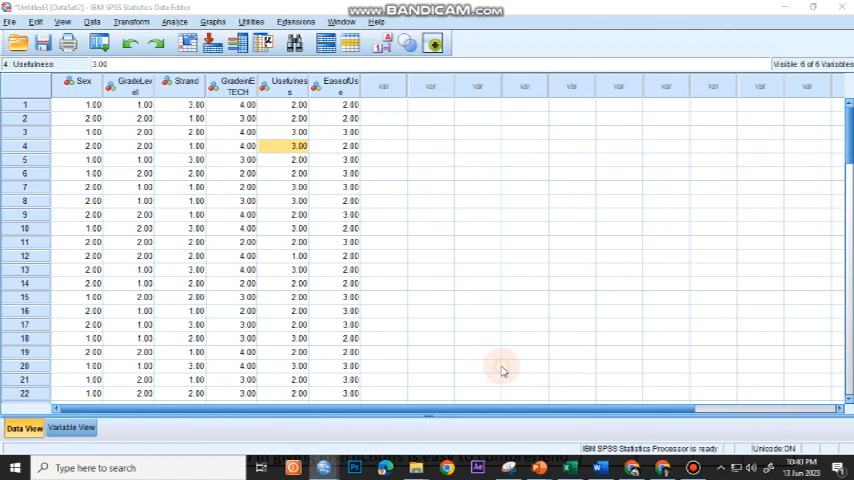 *Untitled3 [DataSet2] - IBM SPSS Statistics Data Editor
www.BANDICAM.com
File Edit View Data Transform Analyze Graphs Utilities Extensions Window Help
4 : Usefulness 3.00 Visible: 6 of 6 Variables
Sex GradeLevel Strand GradeinETECH Usefulness EaseofUse var var var var var var var var var var
1 1.00 1.00 3.00 4.00 2.00 2.00
2 2.00 2.00 1.00 3.00 2.00 2.00
3 1.00 2.00 2.00 4.00 3.00 3.00
4 2.00 2.00 1.00 4.00 3.00 2.00
5 1.00 1.00 3.00 3.00 2.00 2.00
6 2.00 2.00 2.00 2.00 2.00 3.00
7 2.00 1.00 1.00 2.00 3.00 3.00
8 2.00 1.00 1.00 3.00 3.00 2.00
9 2.00 2.00 1.00 4.00 2.00 3.00
10 1.00 2.00 3.00 4.00 3.00 3.00
11 2.00 2.00 2.00 2.00 2.00 3.00
12 2.00 2.00 2.00 4.00 1.00 2.00
13 2.00 1.00 3.00 4.00 3.00 3.00
14 2.00 1.00 2.00 2.00 2.00 2.00
15 1.00 2.00 1.00 3.00 2.00 2.00
16 2.00 1.00 1.00 2.00 2.00 3.00
17 2.00 1.00 3.00 4.00 2.00 3.00
18 1.00 2.00 1.00 3.00 3.00 3.00
19 2.00 2.00 1.00 4.00 2.00 2.00
20 1.00 1.00 3.00 4.00 3.00 3.00
21 1.00 2.00 1.00 3.00 2.00 3.00
22 1.00 2.00 2.00 3.00 2.00 3.00
Data View Variable View
IBM SPSS Statistics Processor is ready Unicode:ON
Type here to search
10:40 PM
13 Jun 2023